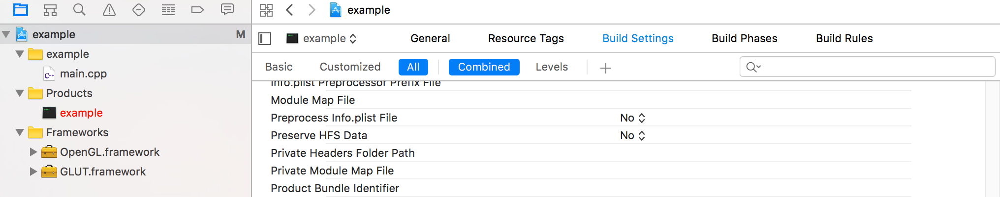 example
example M
example General Resource Tags Build Settings Build Phases Build Rules
example
Basic Customized All Combined Levels
main.cpp
C++
Info.plist Preprocessor Prefix File
Products
Module Map File
example
Preprocess Info.plist File No
Frameworks
Preserve HFS Data No
OpenGL.framework
Private Headers Folder Path
GLUT.framework
Private Module Map File
Product Bundle Identifier